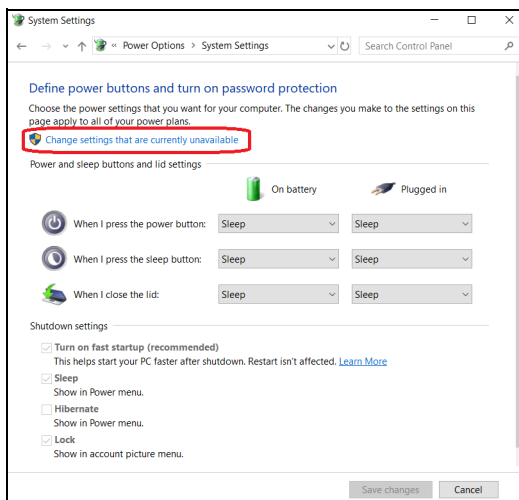 System Settings
« Power Options > System Settings
Search Control Panel
Define power buttons and turn on password protection
Choose the power settings that you want for your computer. The changes you make to the settings on this
page apply to all of your power plans.
Change settings that are currently unavailable
Power and sleep buttons and lid settings
On battery
Plugged in
When I press the power button: Sleep Sleep
When I press the sleep button: Sleep Sleep
When I close the lid: Sleep Sleep
Shutdown settings
Turn on fast startup (recommended)
This helps start your PC faster after shutdown. Restart isn't affected. Learn More
Sleep
Show in Power menu.
Hibernate
Show in Power menu.
Lock
Show in account picture menu.
Save changes Cancel